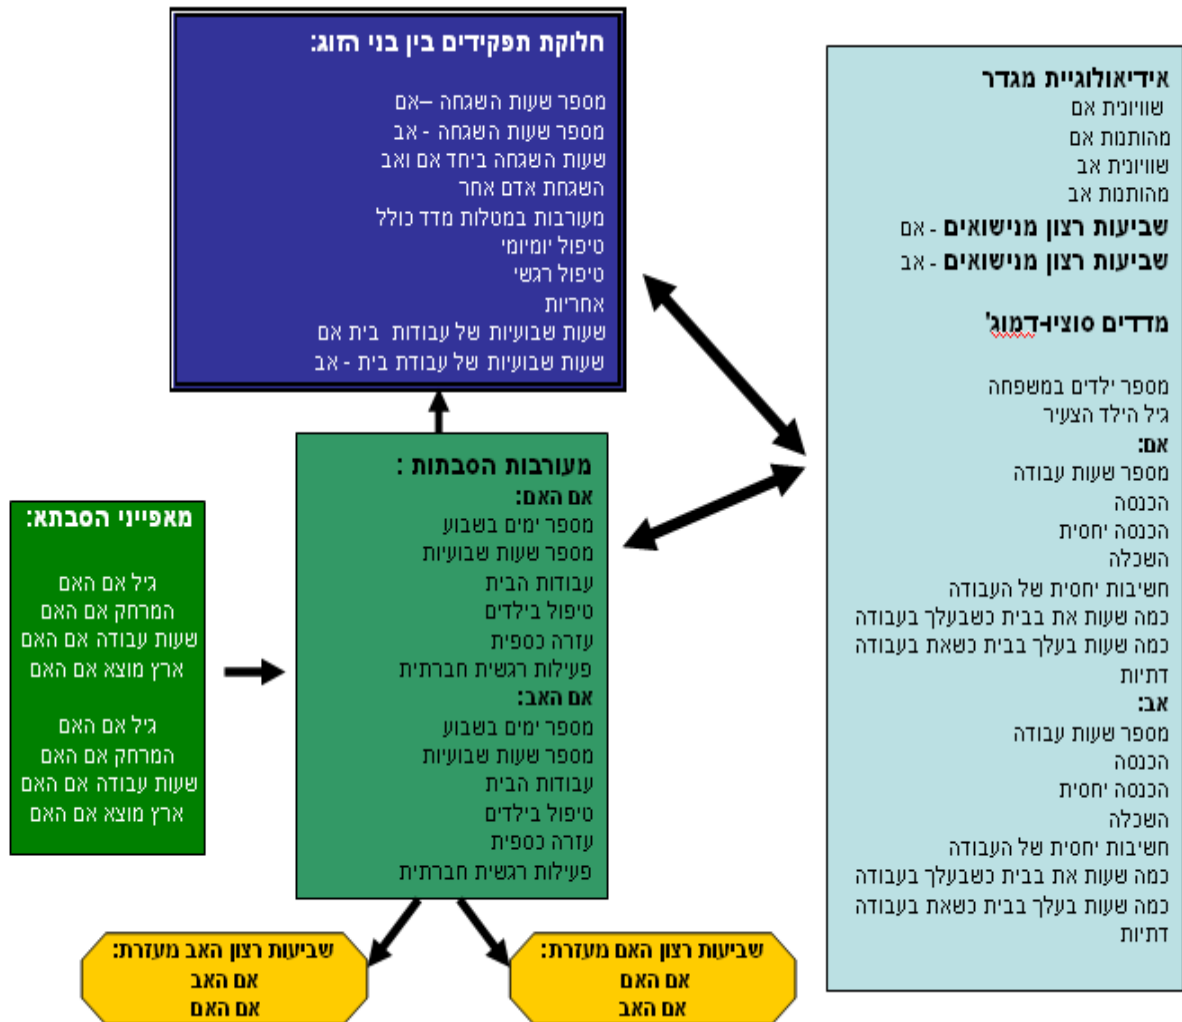 חלוקת תפקידים בין בני הזוג:
מספר שעות השגחה –אם
מספר שעות השגחה - אב
שעות השגחה ביחד אם ואב
השגחת אדם אחר
מעורבות במטלות מדד כולל
טיפול יומיומי
טיפול רגשי
אחריות
שעות שבועיות של עבודות בית אם
שעות שבועיות של עבודת בית - אב
אידיאולוגיית מגדר
שוויונית אם
מהותנות אם
שוויונית אב
מהותנות אב
שביעות רצון מנישואים - אם
שביעות רצון מנישואים - אב
מדדים סוציו-דמוג'
מספר ילדים במשפחה
גיל הילד הצעיר
אם:
מספר שעות עבודה
הכנסה
הכנסה יחסית
השכלה
חשיבות יחסית של העבודה
כמה שעות את בבית כשבעלך בעבודה
כמה שעות בעלך בבית כשאת בעבודה
דתיות
אב:
מספר שעות עבודה
הכנסה
הכנסה יחסית
השכלה
חשיבות יחסית של העבודה
כמה שעות את בבית כשבעלך בעבודה
כמה שעות בעלך בבית כשאת בעבודה
דתיות
מעורבות הסבתות :
אם האם:
מספר ימים בשבוע
מספר שעות שבועיות
עבודות הבית
טיפול בילדים
עזרה כספית
פעילות רגשית חברתית
אם האב:
מספר ימים בשבוע
מספר שעות שבועיות
עבודות הבית
טיפול בילדים
עזרה כספית
פעילות רגשית חברתית
מאפייני הסבתא:
גיל אם האם
המרחק אם האם
שעות עבודה אם האם
ארץ מוצא אם האם
גיל אם האם
המרחק אם האם
שעות עבודה אם האם
ארץ מוצא אם האם
שביעות רצון האם מעזרת:
אם האם
אם האב
שביעות רצון האב מעזרת:
אם האב
אם האם